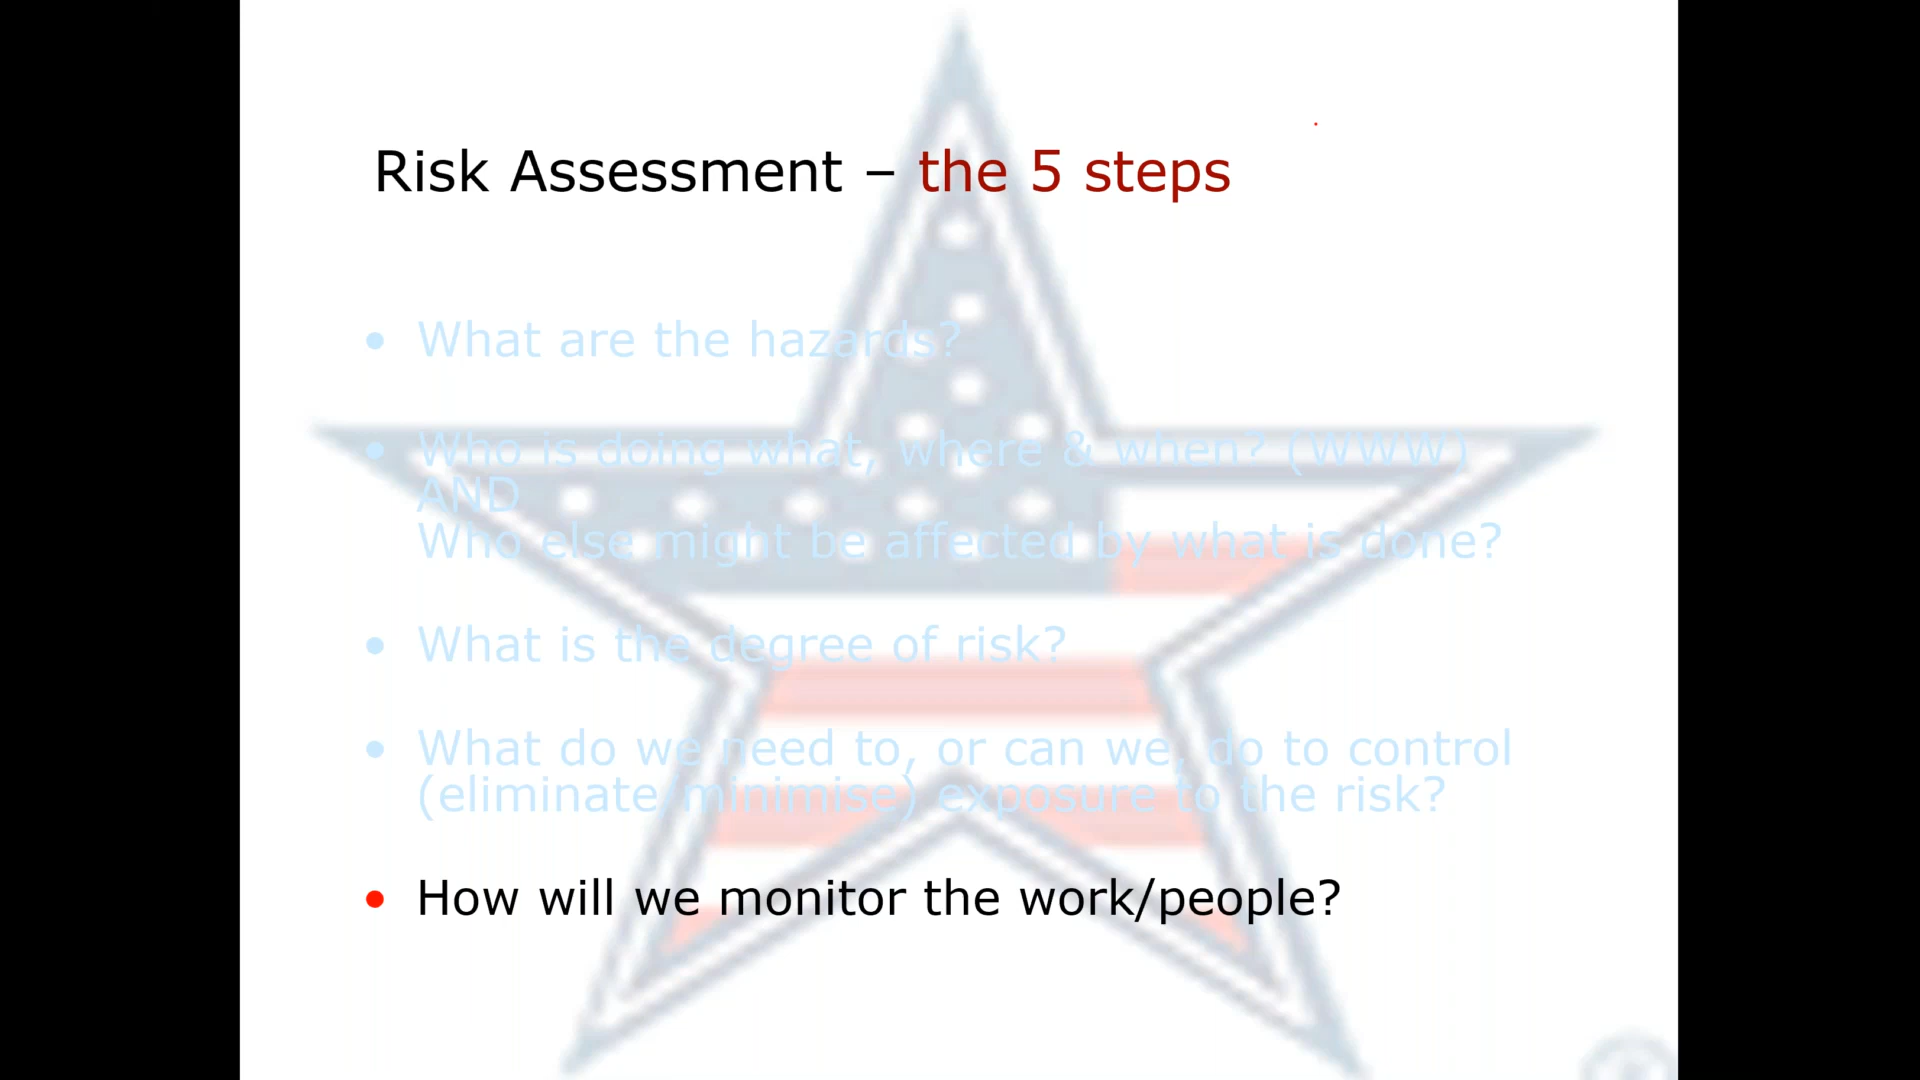 Risk Assessment – the 5 steps
• What are the hazards?
• Who is doing what, where & when? (WWW)
AND
Who else might be affected by what is done?
• What is the degree of risk?
• What do we need to, or can we, do to control
(eliminate/minimise) exposure to the risk?
• How will we monitor the work/people?